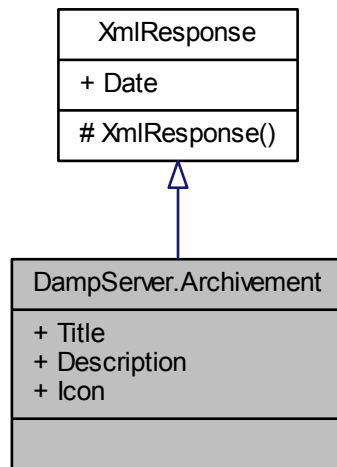 XmlResponse
+ Date
# XmlResponse()
DampServer.Archivement
+ Title
+ Description
+ Icon